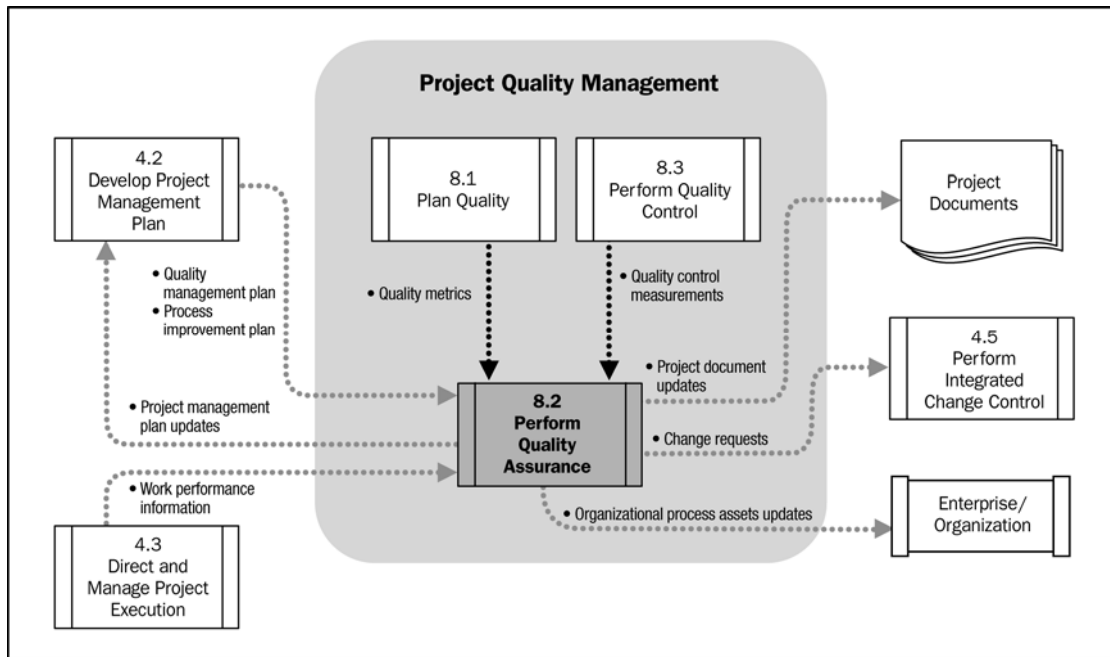 Project Quality Management
4.2
Develop Project
Management
Plan
8.1
Plan Quality
8.3
Perform Quality
Control
Project
Documents
• Quality
management plan
• Process
improvement plan
• Quality metrics
• Quality control
measurements
4.5
Perform
Integrated
Change Control
• Project document
updates
8.2
Perform
Quality
Assurance
• Project management
plan updates
• Change requests
• Work performance
information
• Organizational process assets updates
Enterprise/
Organization
4.3
Direct and
Manage Project
Execution